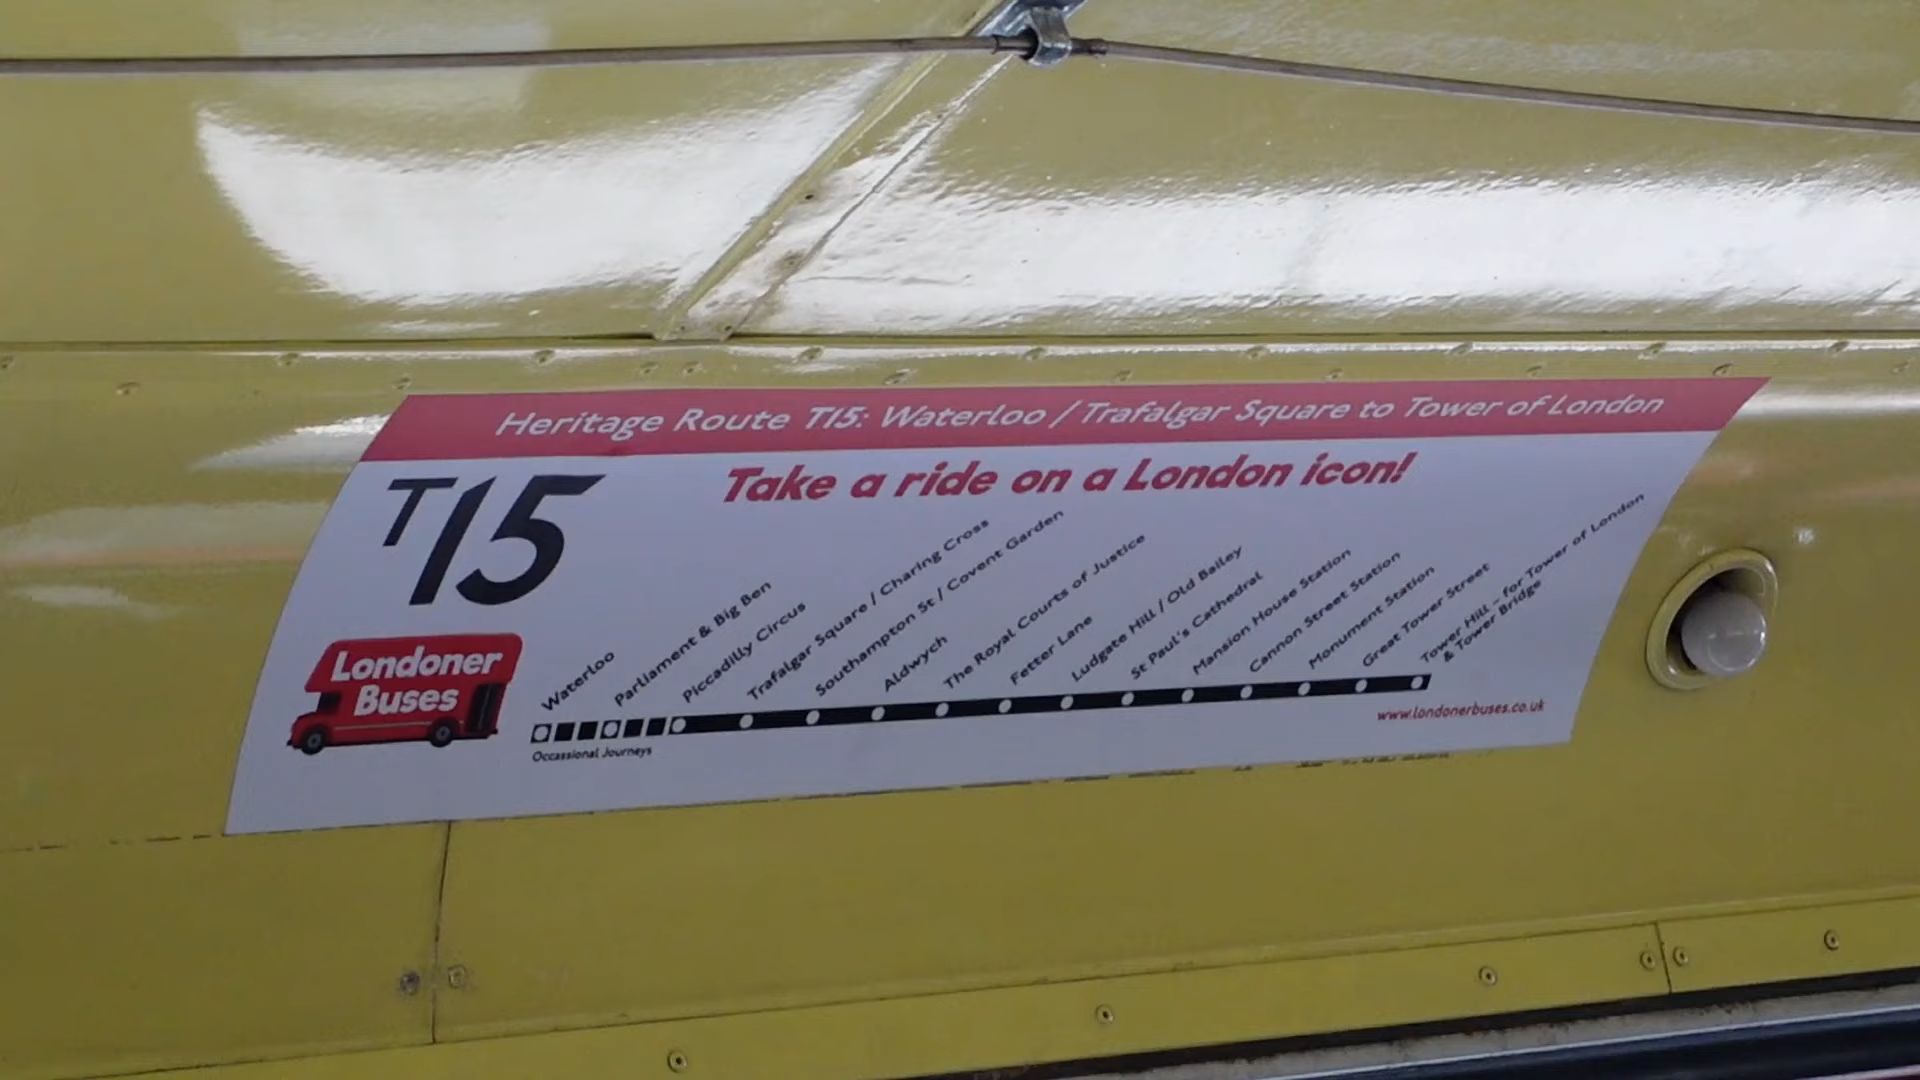 Heritage Route T15: Waterloo / Trafalgar Square to Tower of London
T15
Take a ride on a London icon!
Londoner
Buses
Waterloo
Parliament & Big Ben
Piccadilly Circus
Trafalgar Square / Charing Cross
Southampton St / Covent Garden
Aldwych
The Royal Courts of Justice
Fetter Lane
Ludgate Hill / Old Bailey
St Paul's Cathedral
Mansion House Station
Cannon Street Station
Monument Station
Great Tower Street
Tower Hill - for Tower of London
& Tower Bridge
Occassional Journeys
www.londonerbuses.co.uk